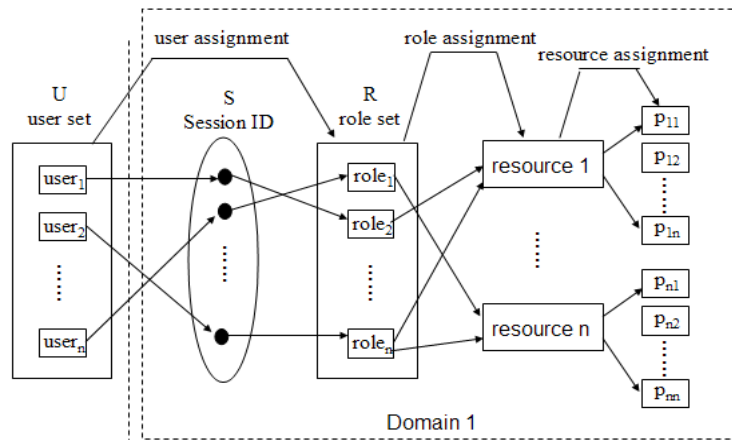 user assignment
role assignment
resource assignment
U
user set
S
Session ID
R
role set
user₁
user₂
......
userₙ
......
role₁
role₂
......
roleₙ
resource 1
......
resource n
p₁₁
p₁₂
......
p₁ₙ
pₙ₁
pₙ₂
......
pₙₙ
Domain 1